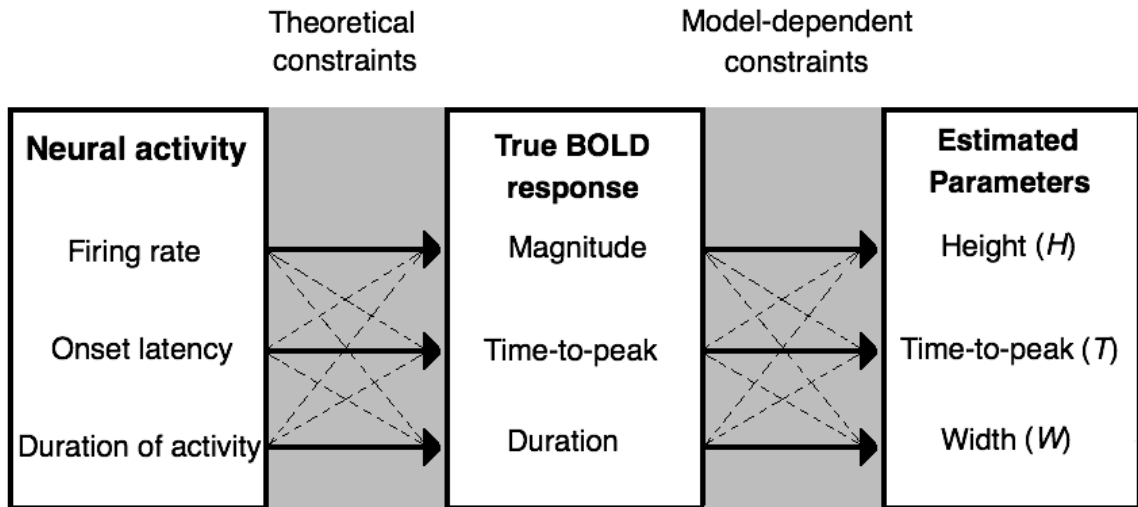 Theoretical
constraints
Model-dependent
constraints
Neural activity
Firing rate
Onset latency
Duration of activity
True BOLD
response
Magnitude
Time-to-peak
Duration
Estimated
Parameters
Height (H)
Time-to-peak (T)
Width (W)